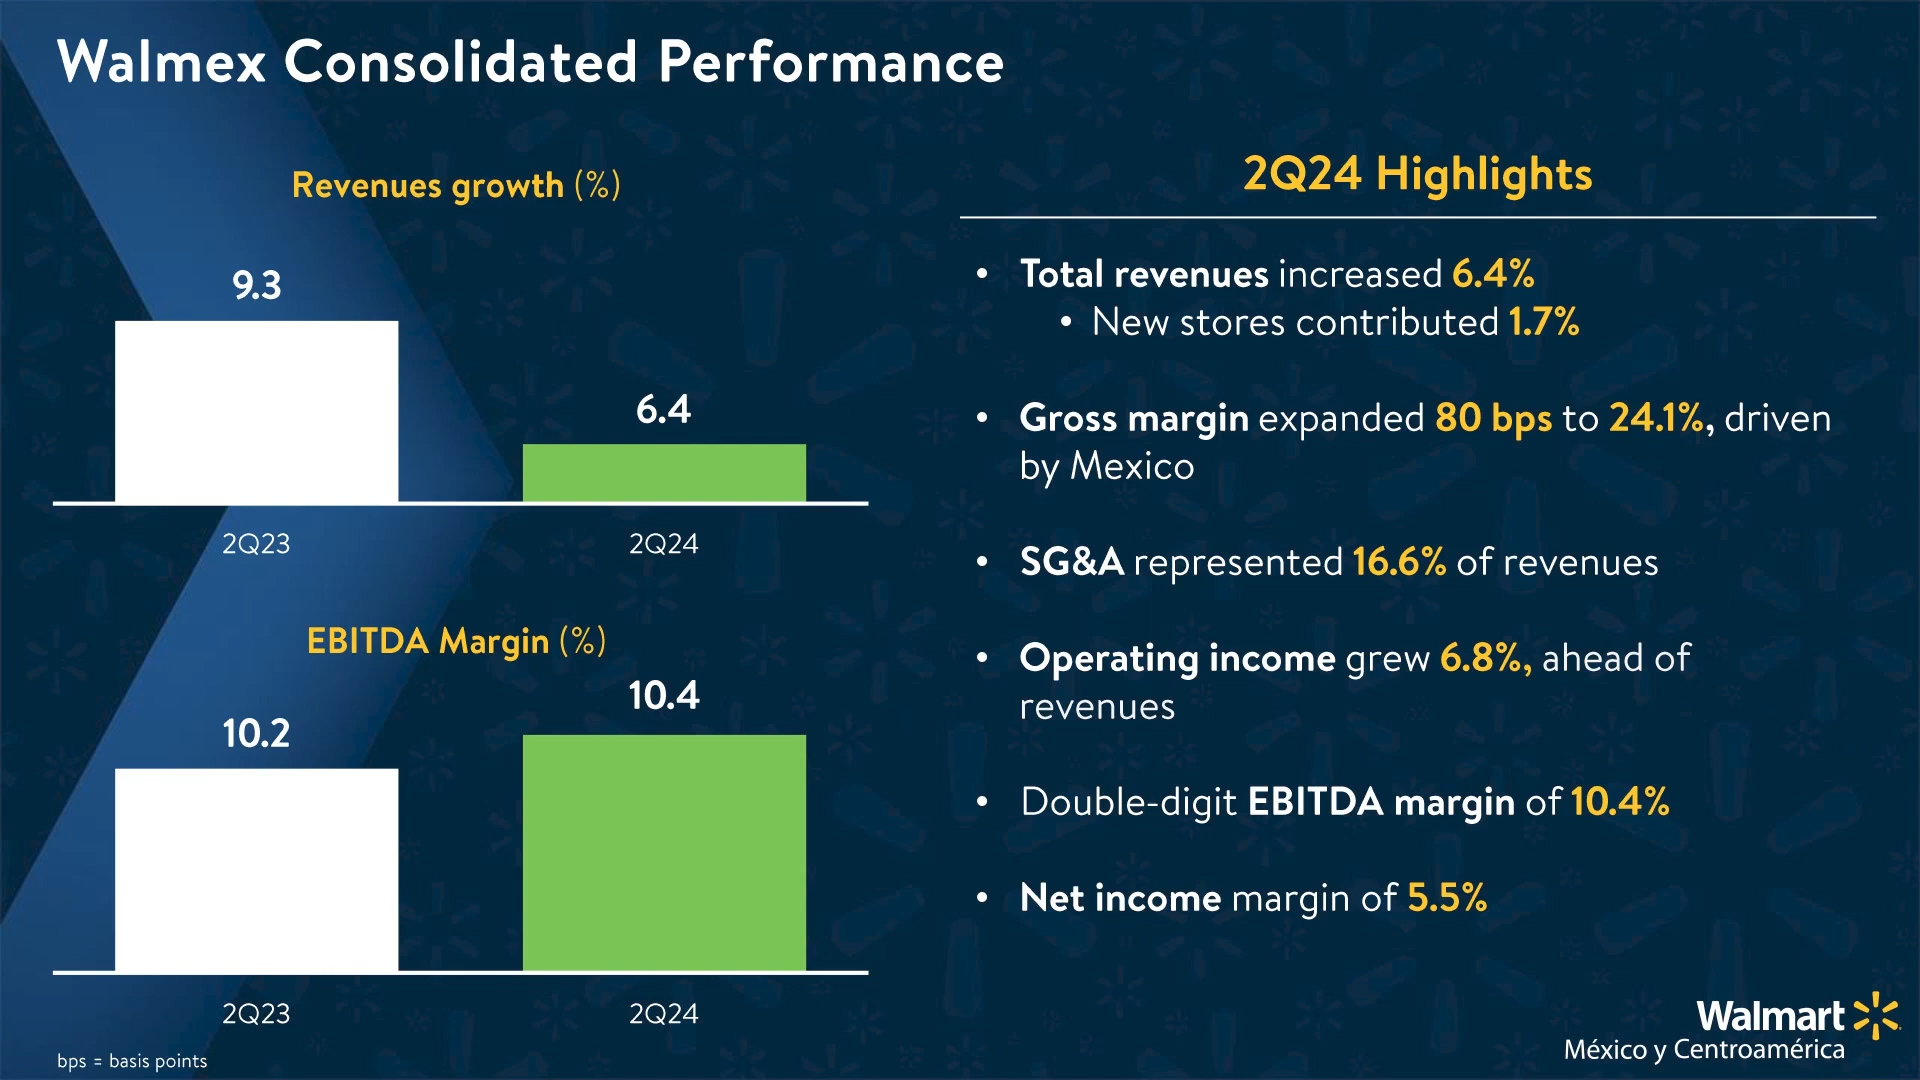 Walmex Consolidated Performance
Revenues growth (%)
9.3
6.4
2Q23
2Q24
EBITDA Margin (%)
10.2
10.4
2Q23
2Q24
bps = basis points
2Q24 Highlights
• Total revenues increased 6.4%
• New stores contributed 1.7%
• Gross margin expanded 80 bps to 24.1%, driven
by Mexico
• SG&A represented 16.6% of revenues
• Operating income grew 6.8%, ahead of
revenues
• Double-digit EBITDA margin of 10.4%
• Net income margin of 5.5%
Walmart
México y Centroamérica